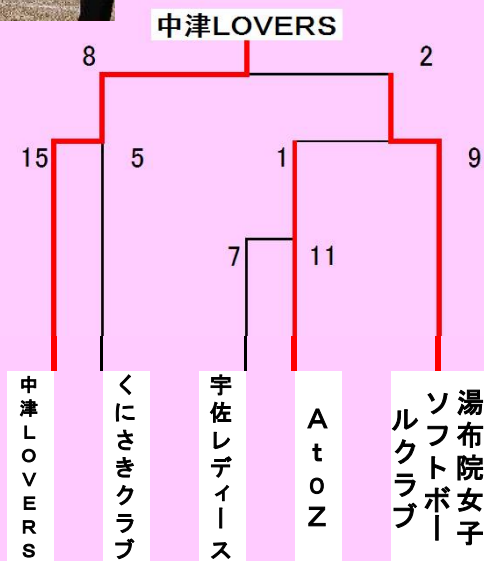 中津LOVERS
8
2
15
5
1
9
7
11
中津LOVERS
くにさきクラブ
宇佐レディース
AtoZ
湯布院女子
ソフトボー
ルクラブ